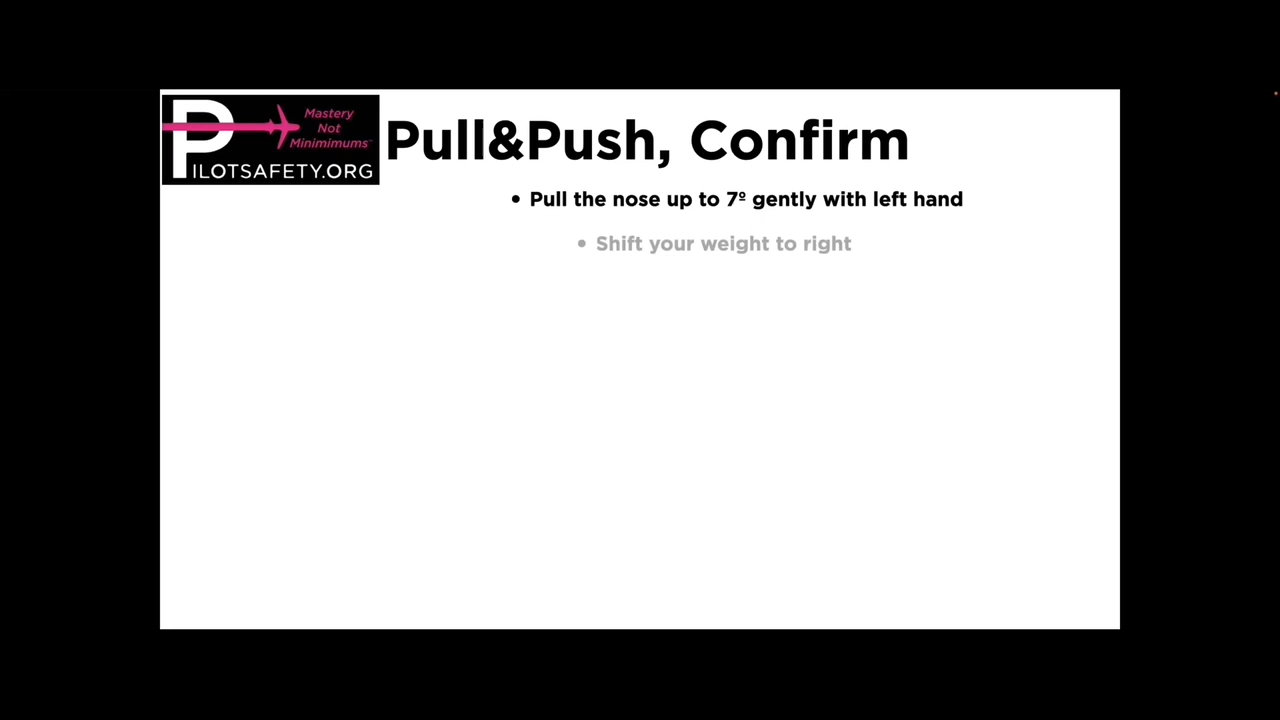 Mastery
Not
Minimimums™
PILOTSAFETY.ORG
Pull&Push, Confirm
• Pull the nose up to 7º gently with left hand
• Shift your weight to right